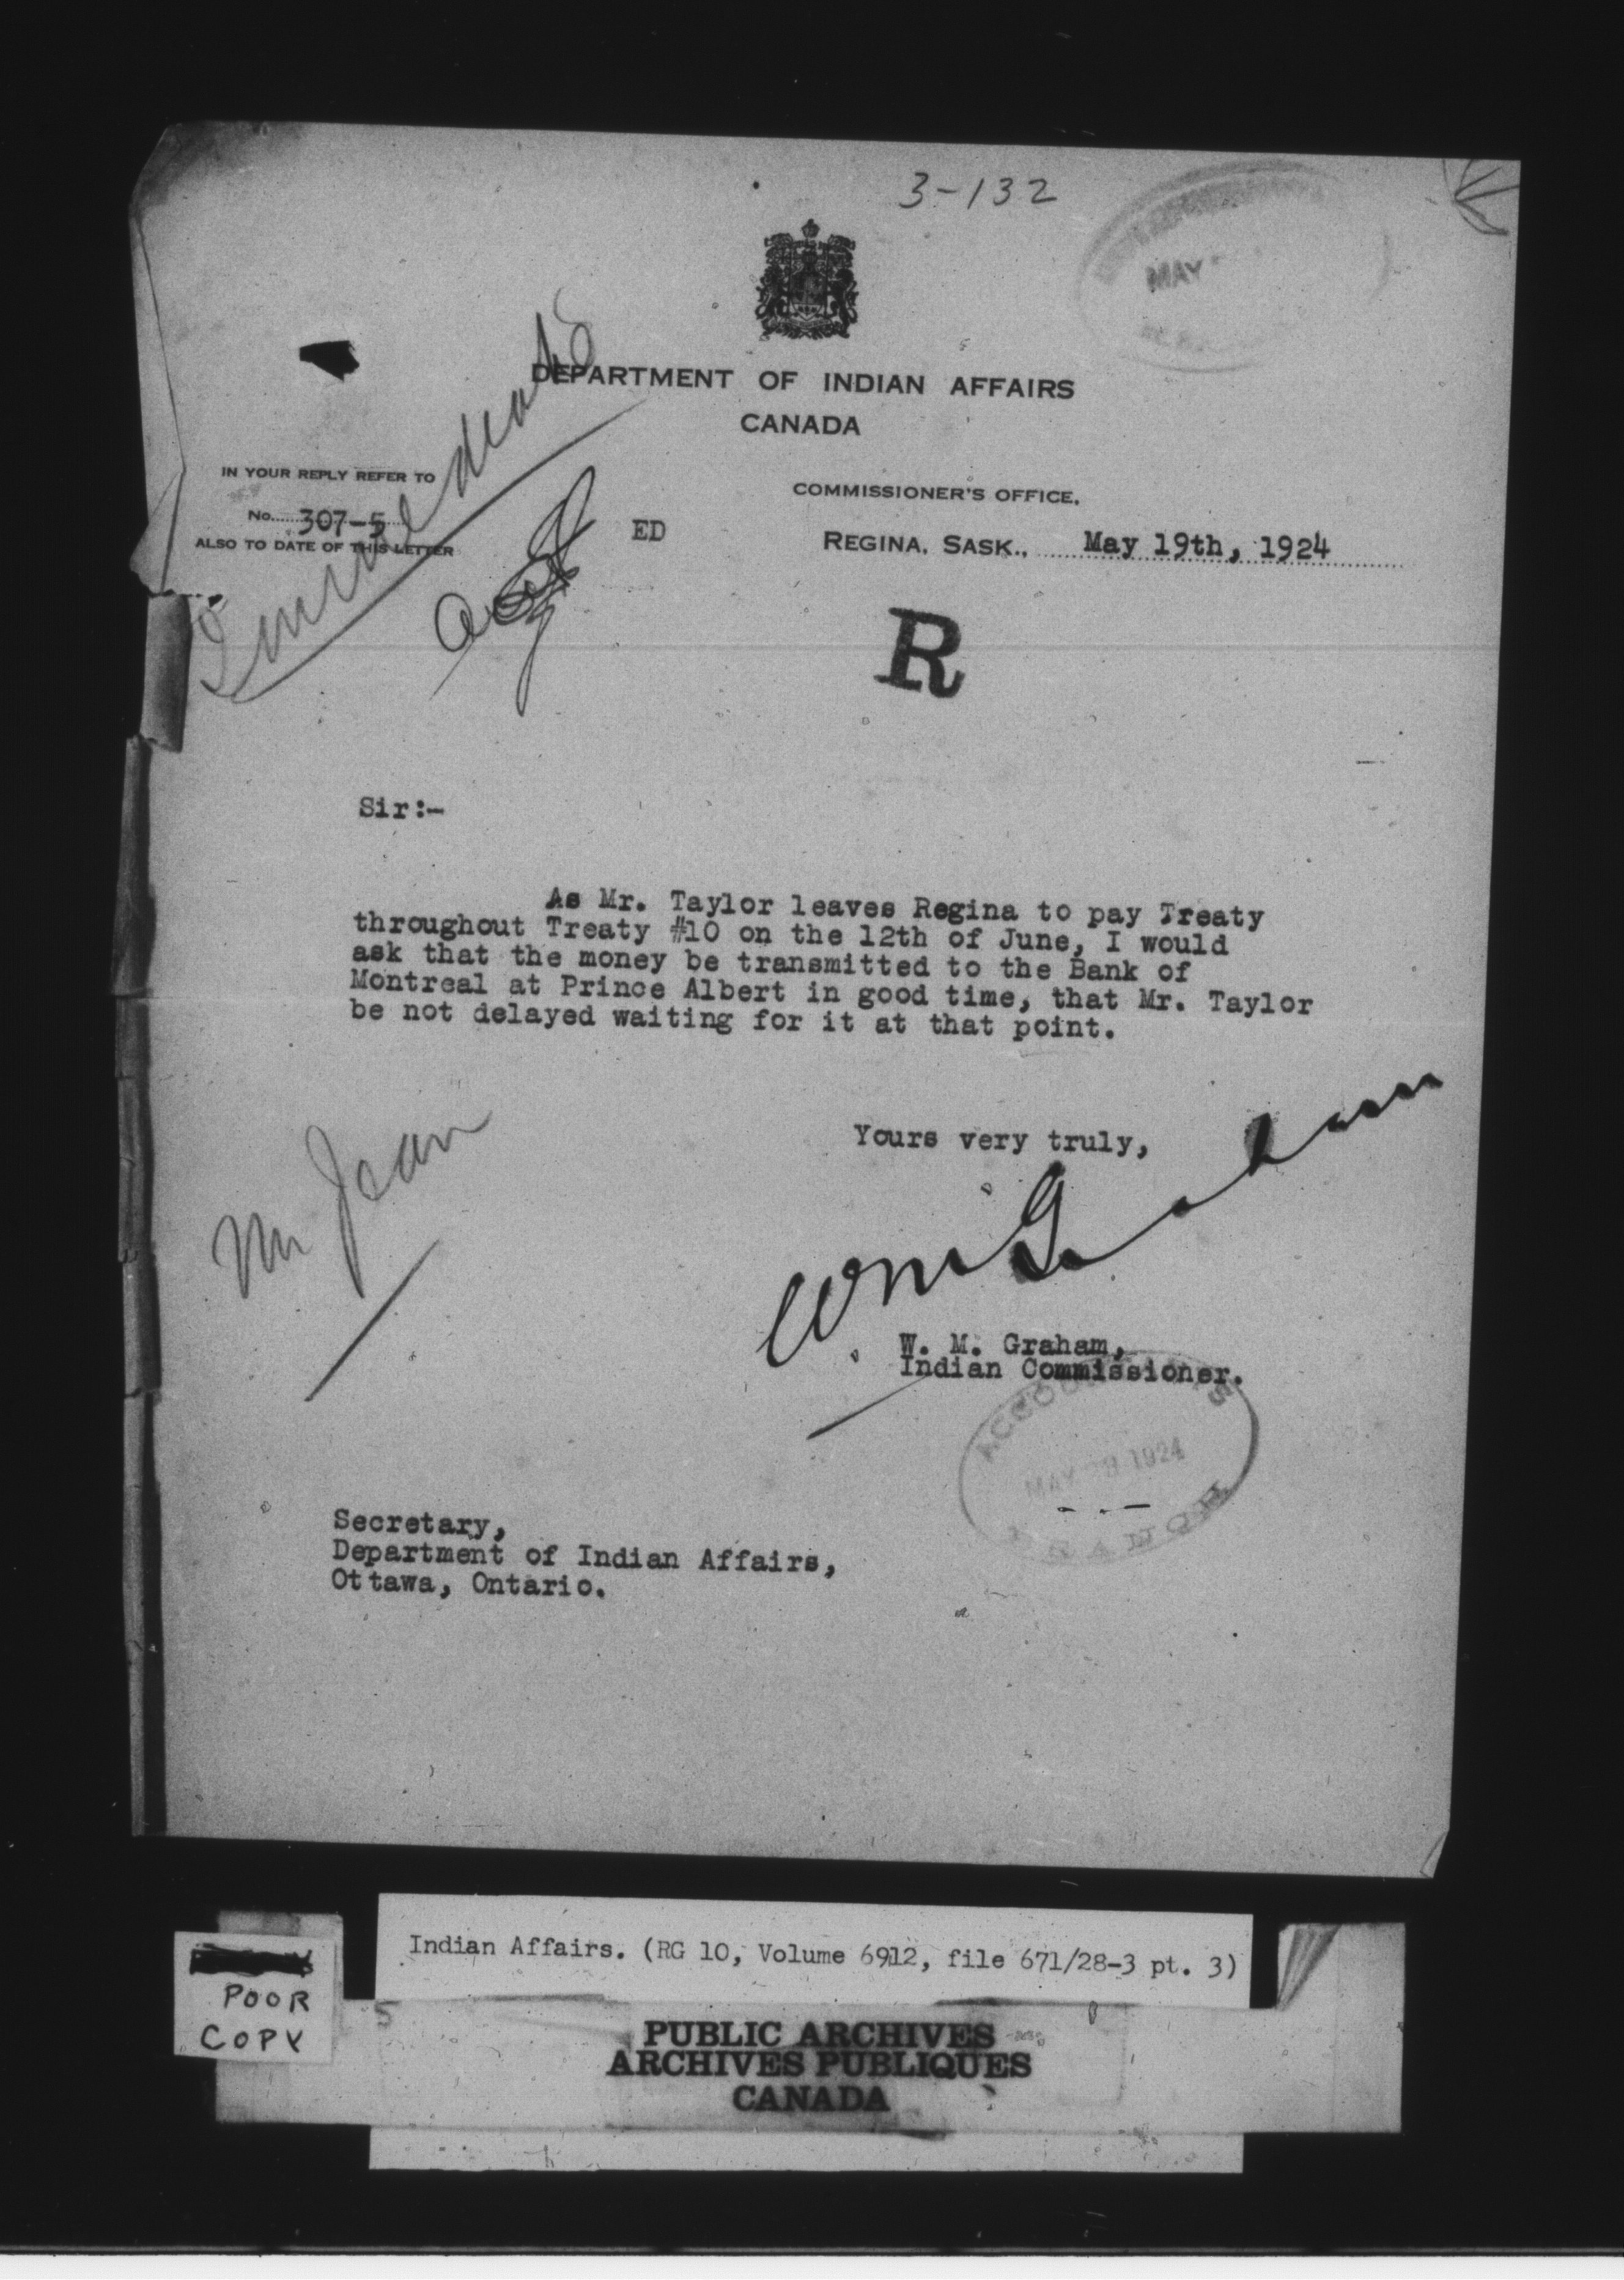 3-132
MAY
DEPARTMENT OF INDIAN AFFAIRS
CANADA
Immediate
IN YOUR REPLY REFER TO
No. 307-5
ALSO TO DATE OF THIS LETTER
ED
COMMISSIONER'S OFFICE,
REGINA, SASK., May 19th, 1924
R
Sir:-
As Mr. Taylor leaves Regina to pay Treaty
throughout Treaty #10 on the 12th of June, I would
ask that the money be transmitted to the Bank of
Montreal at Prince Albert in good time, that Mr. Taylor
be not delayed waiting for it at that point.
Yours very truly,
Mr Jean
Wm Graham
W. M. Graham,
Indian Commissioner.
MAY 1924
Secretary,
Department of Indian Affairs,
Ottawa, Ontario.
Indian Affairs. (RG 10, Volume 6912, file 671/28-3 pt. 3)
POOR
COPY
PUBLIC ARCHIVES
ARCHIVES PUBLIQUES
CANADA